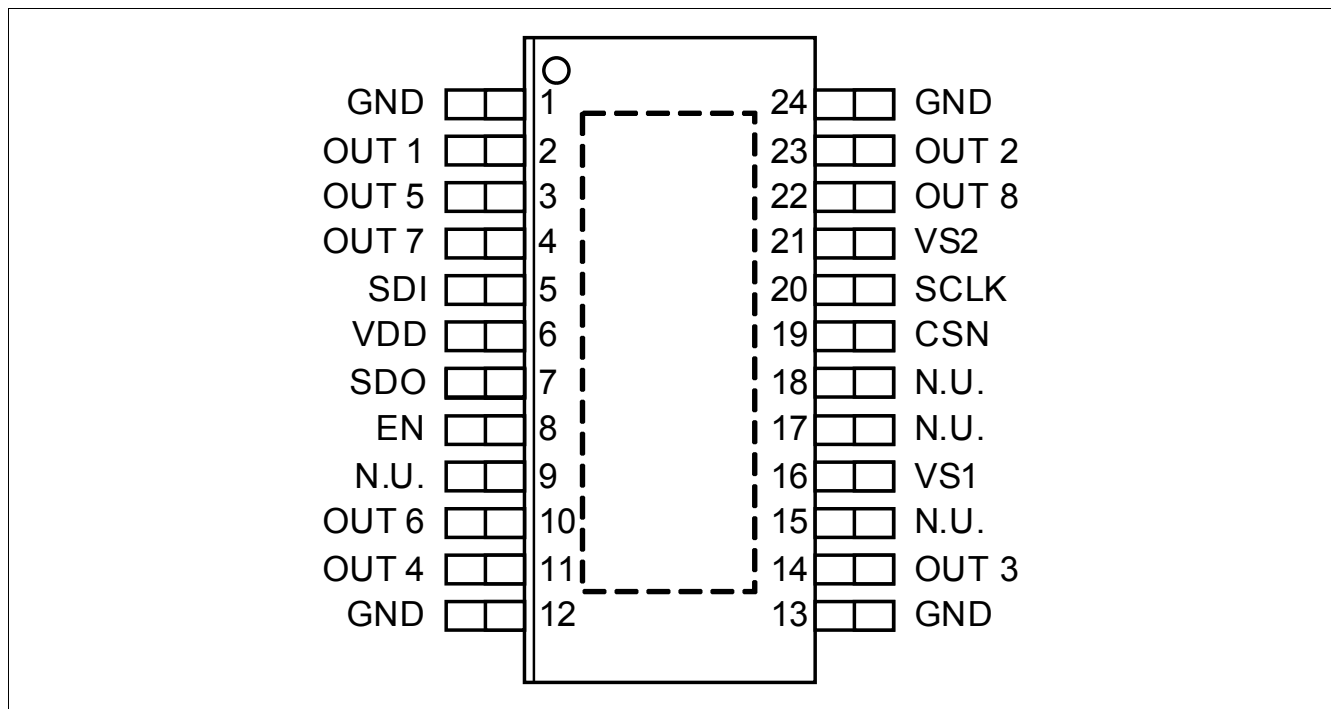 GND 1 24 GND
OUT 1 2 23 OUT 2
OUT 5 3 22 OUT 8
OUT 7 4 21 VS2
SDI 5 20 SCLK
VDD 6 19 CSN
SDO 7 18 N.U.
EN 8 17 N.U.
N.U. 9 16 VS1
OUT 6 10 15 N.U.
OUT 4 11 14 OUT 3
GND 12 13 GND